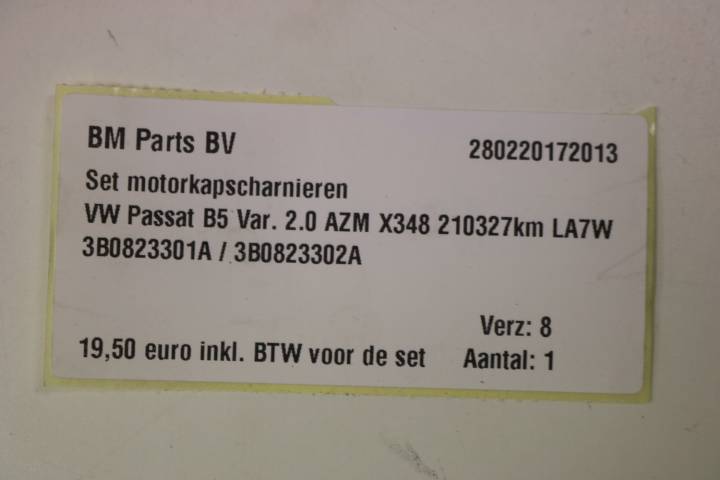 BM Parts BV 280220172013
Set motorkapscharnieren
VW Passat B5 Var. 2.0 AZM X348 210327km LA7W
3B0823301A / 3B0823302A
Verz: 8
19,50 euro inkl. BTW voor de set Aantal: 1